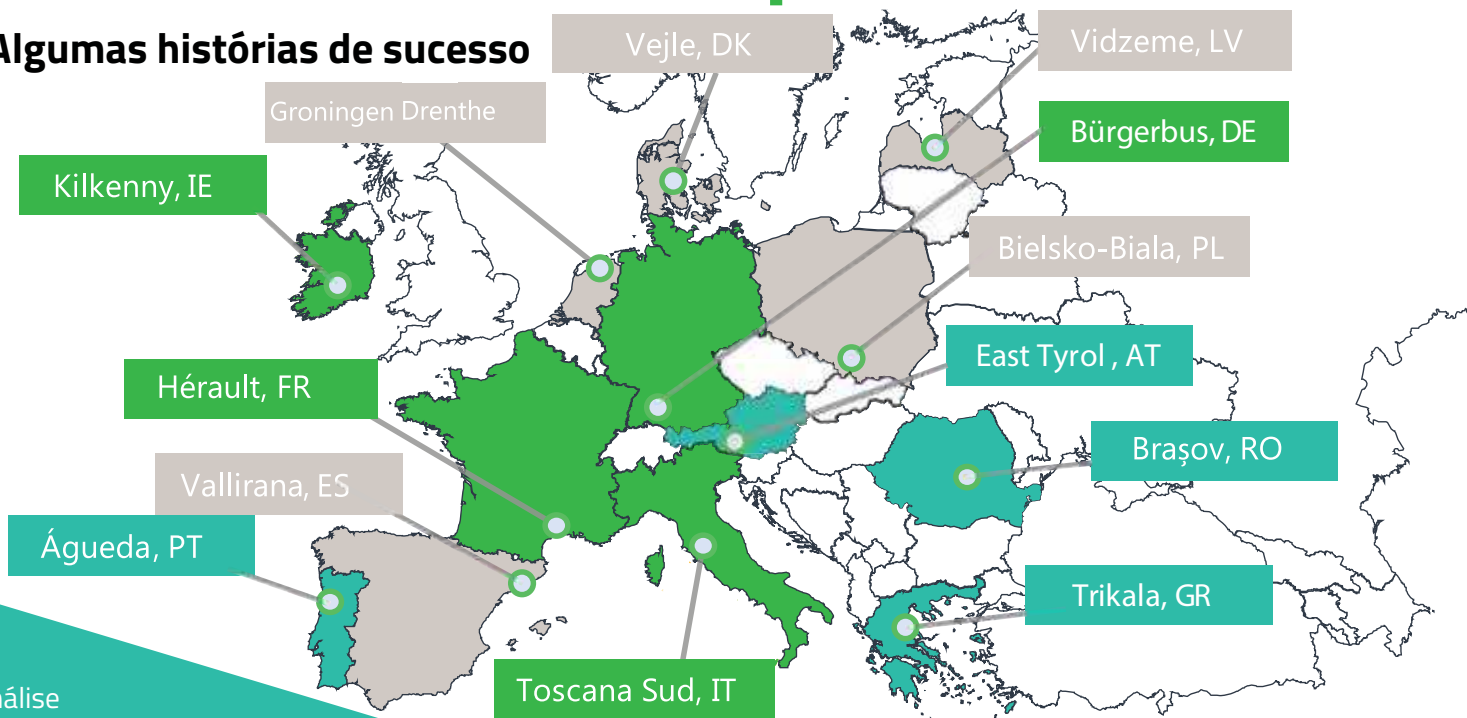 Algumas histórias de sucesso
Vejle, DK
Vidzeme, LV
Groningen Drenthe
Bürgerbus, DE
Kilkenny, IE
Bielsko-Biala, PL
East Tyrol , AT
Hérault, FR
Brașov, RO
Vallirana, ES
Águeda, PT
Trikala, GR
Toscana Sud, IT
nálise